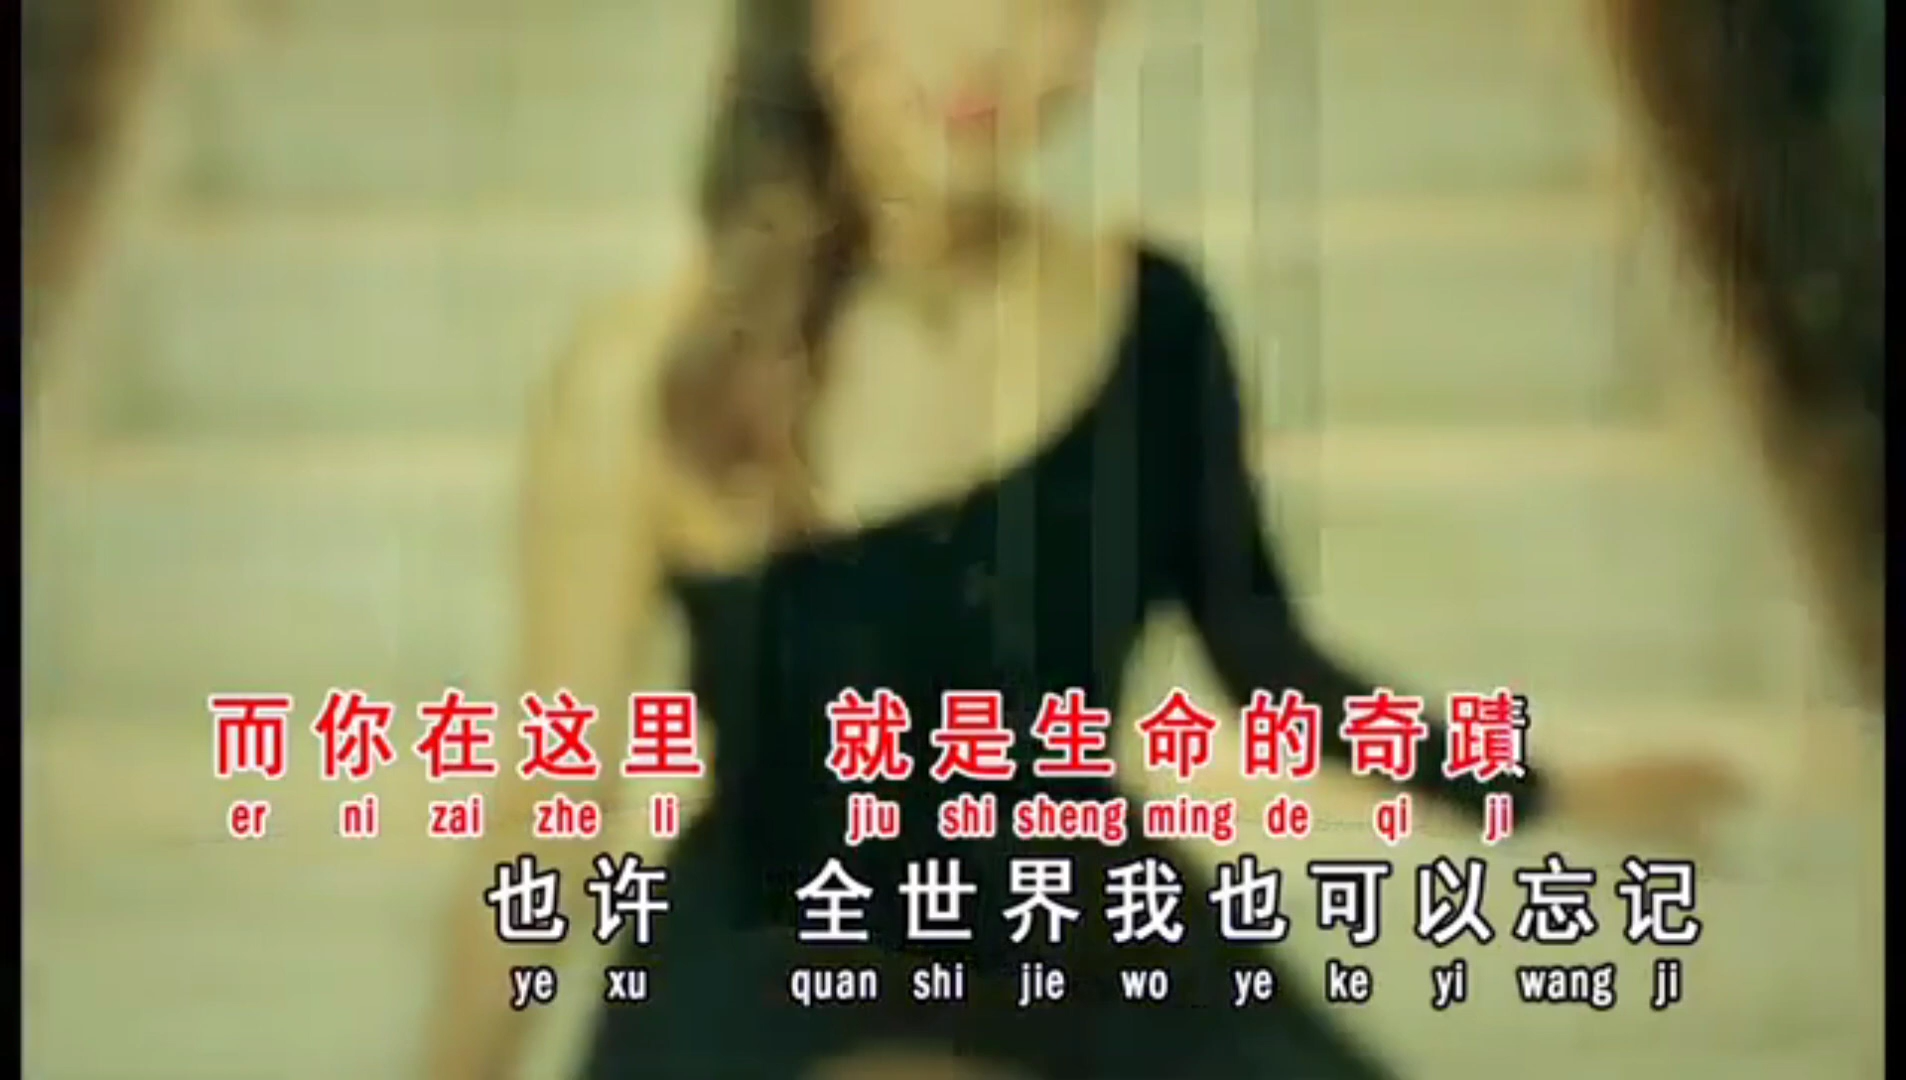 而你在这里 就是生命的奇蹟
er ni zai zhe li jiu shi sheng ming de qi ji
也许 全世界我也可以忘记
ye xu quan shi jie wo ye ke yi wang ji